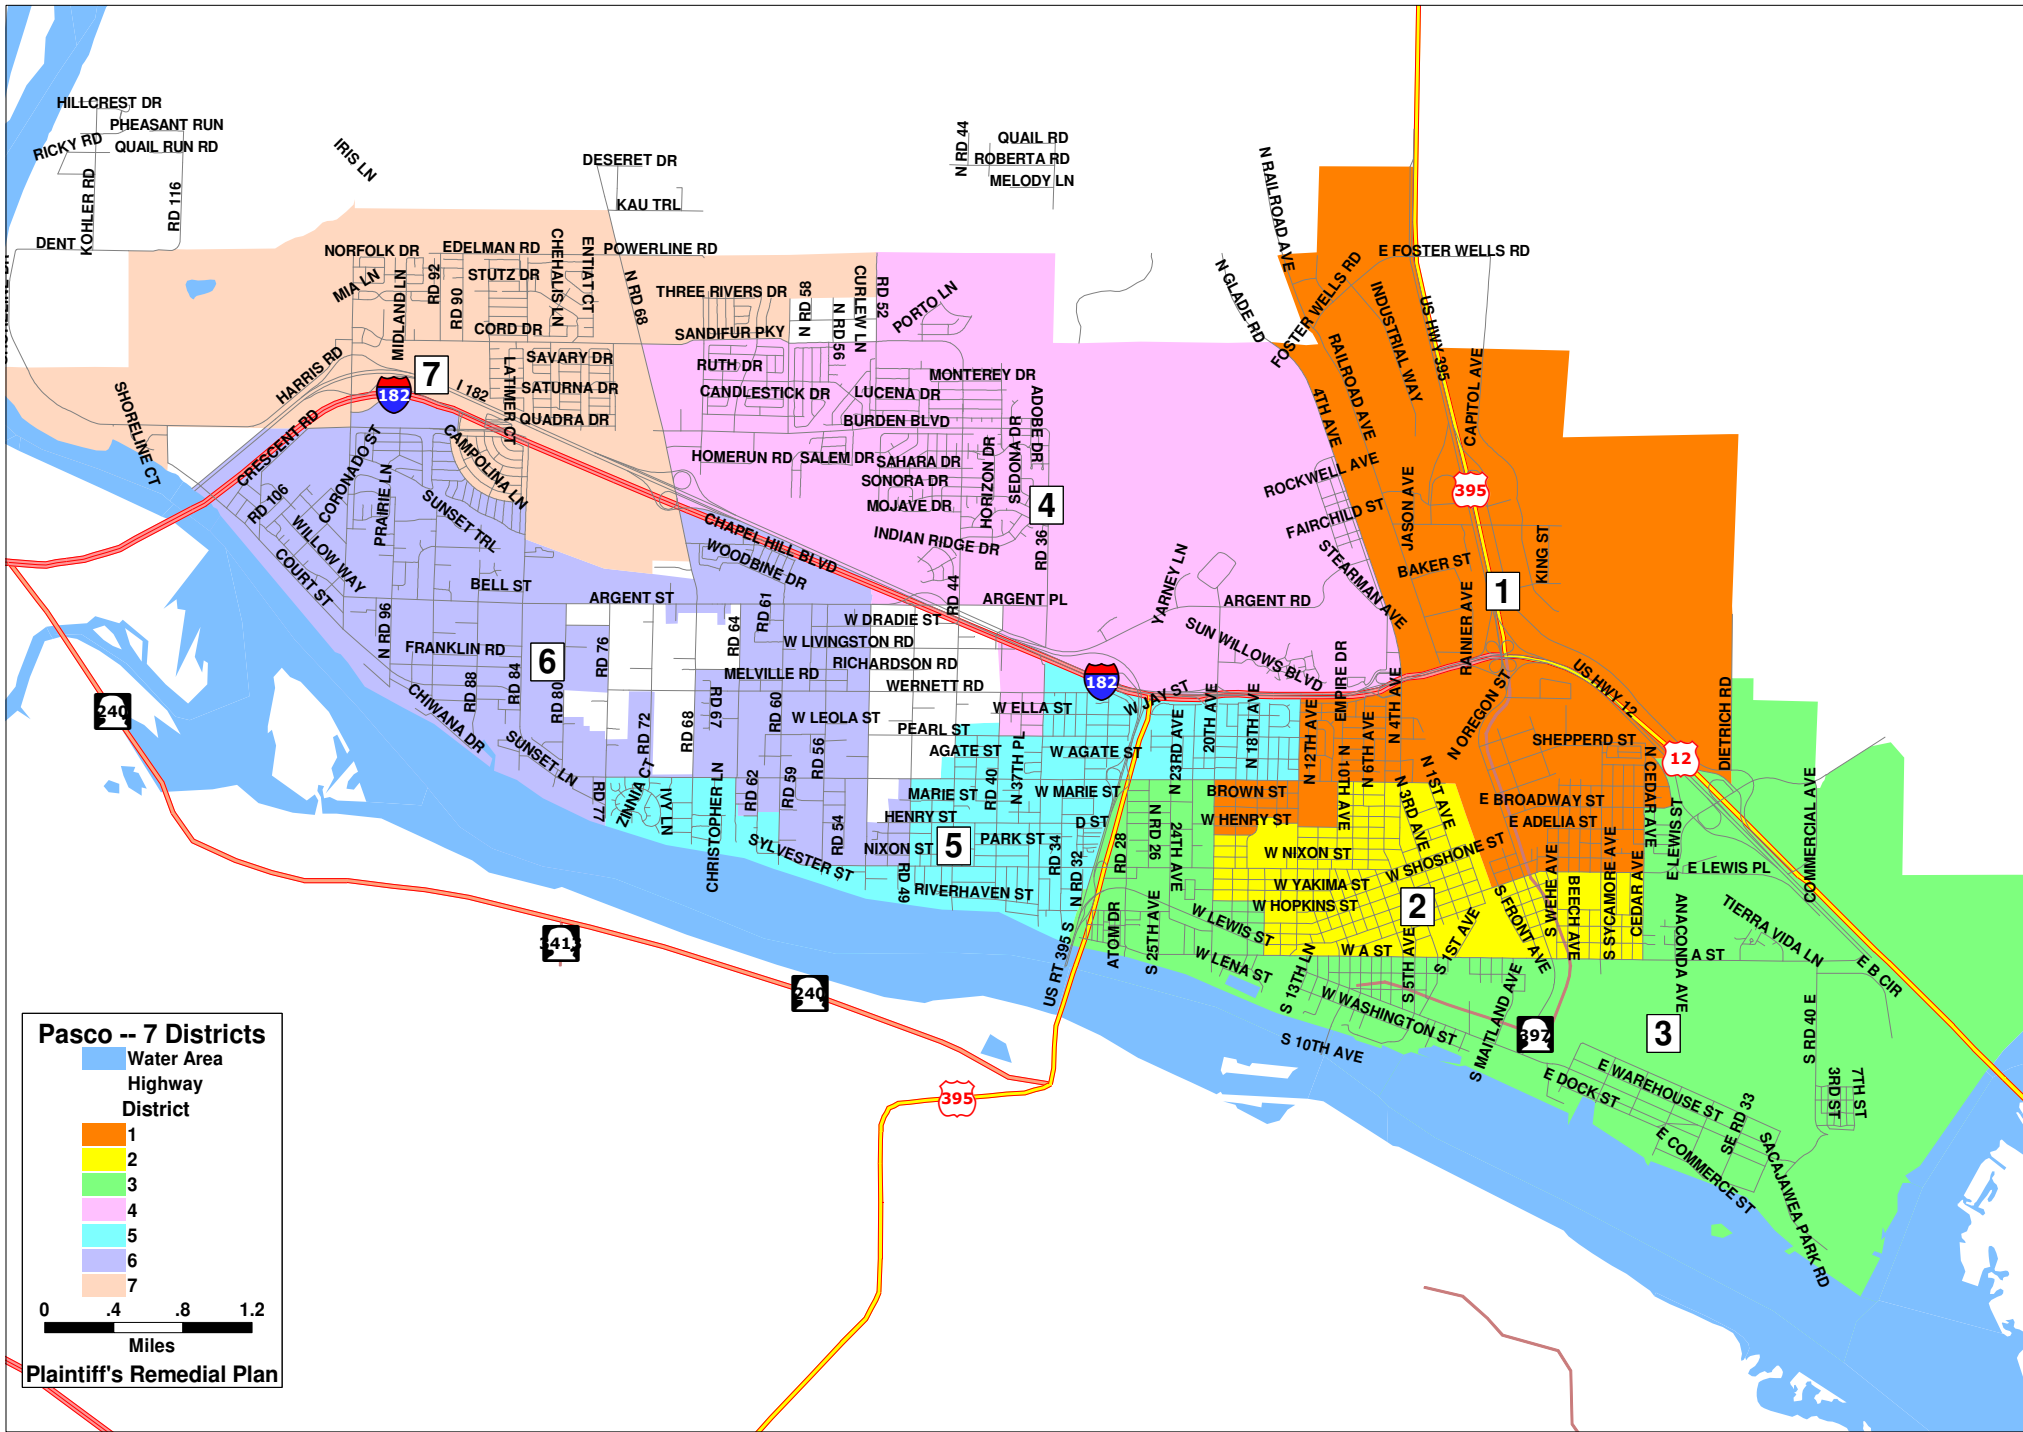 HILLCREST DR
PHEASANT RUN
RICKY RD
QUAIL RUN RD
KOHLER RD
RD 116
DENT
IRIS LN
DESERET DR
KAU TRL
N RD 44
QUAIL RD
ROBERTA RD
MELODY LN
N RAILROAD AVE
NORFOLK DR
EDELMAN RD
CHEHALIS LN
ENTIAT CT
POWERLINE RD
E FOSTER WELLS RD
MIA LN
MIDLAND LN
RD 92
RD 90
STUTZ DR
N RD 68
THREE RIVERS DR
N RD 58
N RD 56
CURLEW LN
RD 52
PORTO LN
N GLADE RD
FOSTER WELLS RD
INDUSTRIAL WAY
US HWY 395
CORD DR
SANDIFUR PKY
HARRIS RD
7
182
I 182
LATIMER CT
SAVARY DR
SATURNA DR
QUADRA DR
RUTH DR
CANDLESTICK DR
LUCENA DR
MONTEREY DR
BURDEN BLVD
ADOBE DR
RAILROAD AVE
4TH AVE
CAPITOL AVE
SHORELINE CT
CRESCENT RD
CORONADO ST
CAMPOLINA LN
HOMERUN RD
SALEM DR
SAHARA DR
SONORA DR
MOJAVE DR
HORIZON DR
SEDONA DR
4
ROCKWELL AVE
FAIRCHILD ST
JASON AVE
395
RD 106
WILLOW WAY
PRAIRIE LN
SUNSET TRL
COURT ST
CHAPEL HILL BLVD
WOODBINE DR
INDIAN RIDGE DR
RD 36
YARNEY LN
STEARMAN AVE
BAKER ST
KING ST
BELL ST
ARGENT ST
RD 61
RD 44
ARGENT PL
ARGENT RD
RAINIER AVE
1
N RD 96
FRANKLIN RD
6
RD 76
RD 64
W DRADIE ST
W LIVINGSTON RD
RICHARDSON RD
MELVILLE RD
WERNETT RD
SUN WILLOWS BLVD
EMPIRE DR
182
W JAY ST
240
CHIWANA DR
RD 88
RD 84
RD 80
RD 72
RD 68
RD 67
RD 60
W LEOLA ST
PEARL ST
W ELLA ST
N 23RD AVE
20TH AVE
N 18TH AVE
N 12TH AVE
N 10TH AVE
N 6TH AVE
N 4TH AVE
N OREGON ST
US HWY 12
DIETRICH RD
SUNSET LN
RD 56
AGATE ST
W AGATE ST
N 37TH PL
SHEPPERD ST
N CEDAR AVE
12
RD 77
ZINNIA CT
IVY LN
CHRISTOPHER LN
RD 62
RD 59
RD 54
MARIE ST
RD 40
W MARIE ST
BROWN ST
N 3RD AVE
N 1ST AVE
E BROADWAY ST
E ADELIA ST
HENRY ST
D ST
W HENRY ST
E LEWIS ST
COMMERCIAL AVE
NIXON ST
5
PARK ST
RD 34
N RD 32
RD 28
N RD 26
24TH AVE
W NIXON ST
W SHOSHONE ST
SYLVESTER ST
RD 49
RIVERHAVEN ST
W YAKIMA ST
W HOPKINS ST
2
S FRONT AVE
S WEHE AVE
BEECH AVE
S SYCAMORE AVE
CEDAR AVE
E LEWIS PL
ANACONDA AVE
TIERRA VIDA LN
ATOM DR
S 25TH AVE
W LEWIS ST
W LENA ST
US RT 395 S
S 13TH LN
W A ST
S 5TH AVE
S 1ST AVE
A ST
E B CIR
240
W WASHINGTON ST
S 10TH AVE
S MAITLAND AVE
397
3
S RD 40 E
E DOCK ST
E WAREHOUSE ST
SE RD 33
3RD ST
7TH ST
E COMMERCE ST
SACAJAWEA PARK RD
395
Pasco -- 7 Districts
Water Area
Highway
District
1
2
3
4
5
6
7
0 .4 .8 1.2
Miles
Plaintiff's Remedial Plan